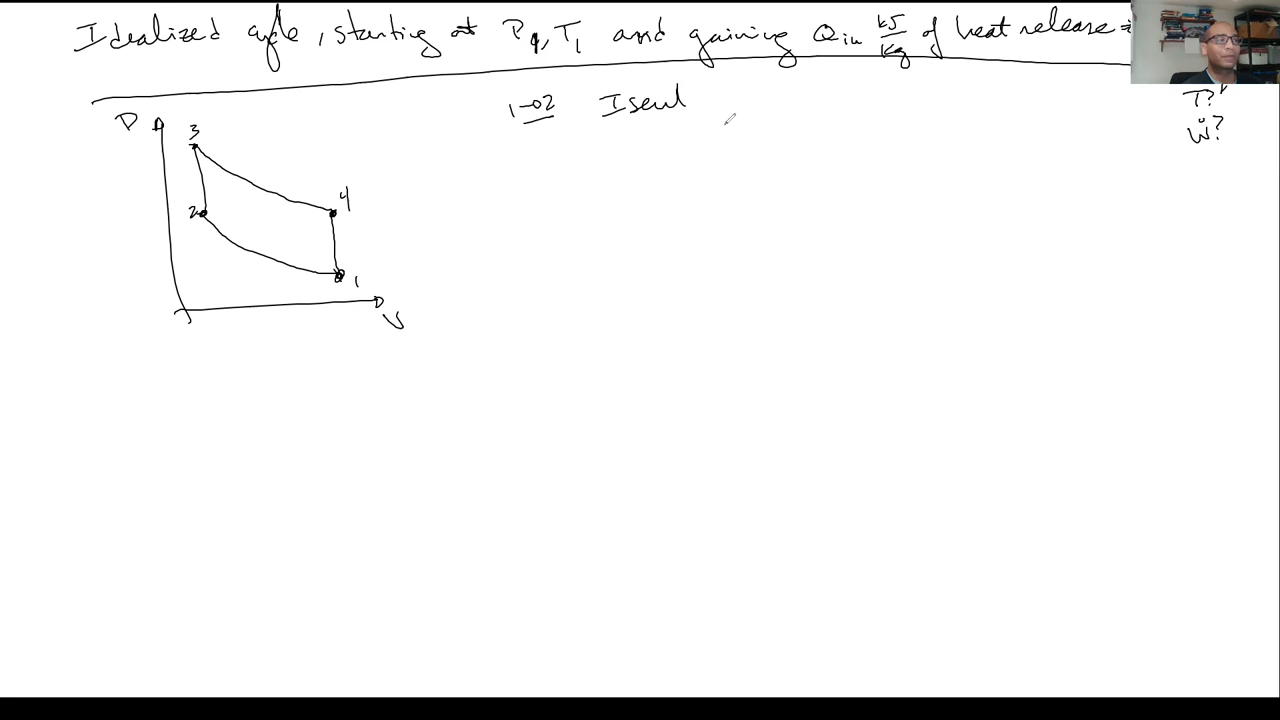 Idealized cycle, starting at P1, T1 and gaining Qin kJ/kg of heat release
T?
Ẇ?
1→2 Isent
P
3
4
2
1
V